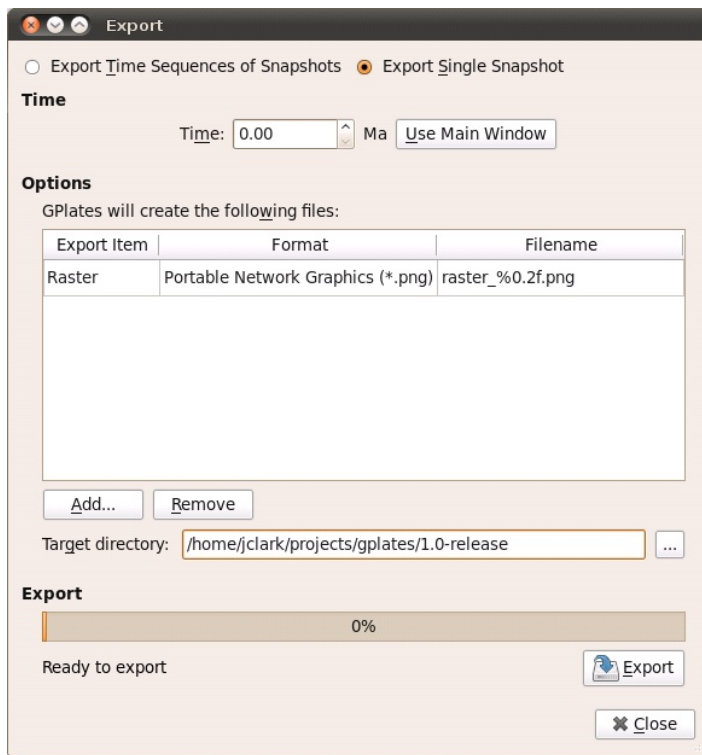 Export
Export Time Sequences of Snapshots Export Single Snapshot
Time
Time: 0.00 Ma Use Main Window
Options
GPlates will create the following files:
Export Item Format Filename
Raster Portable Network Graphics (*.png) raster_%0.2f.png
Add... Remove
Target directory: /home/jclark/projects/gplates/1.0-release ...
Export
0%
Ready to export Export
Close